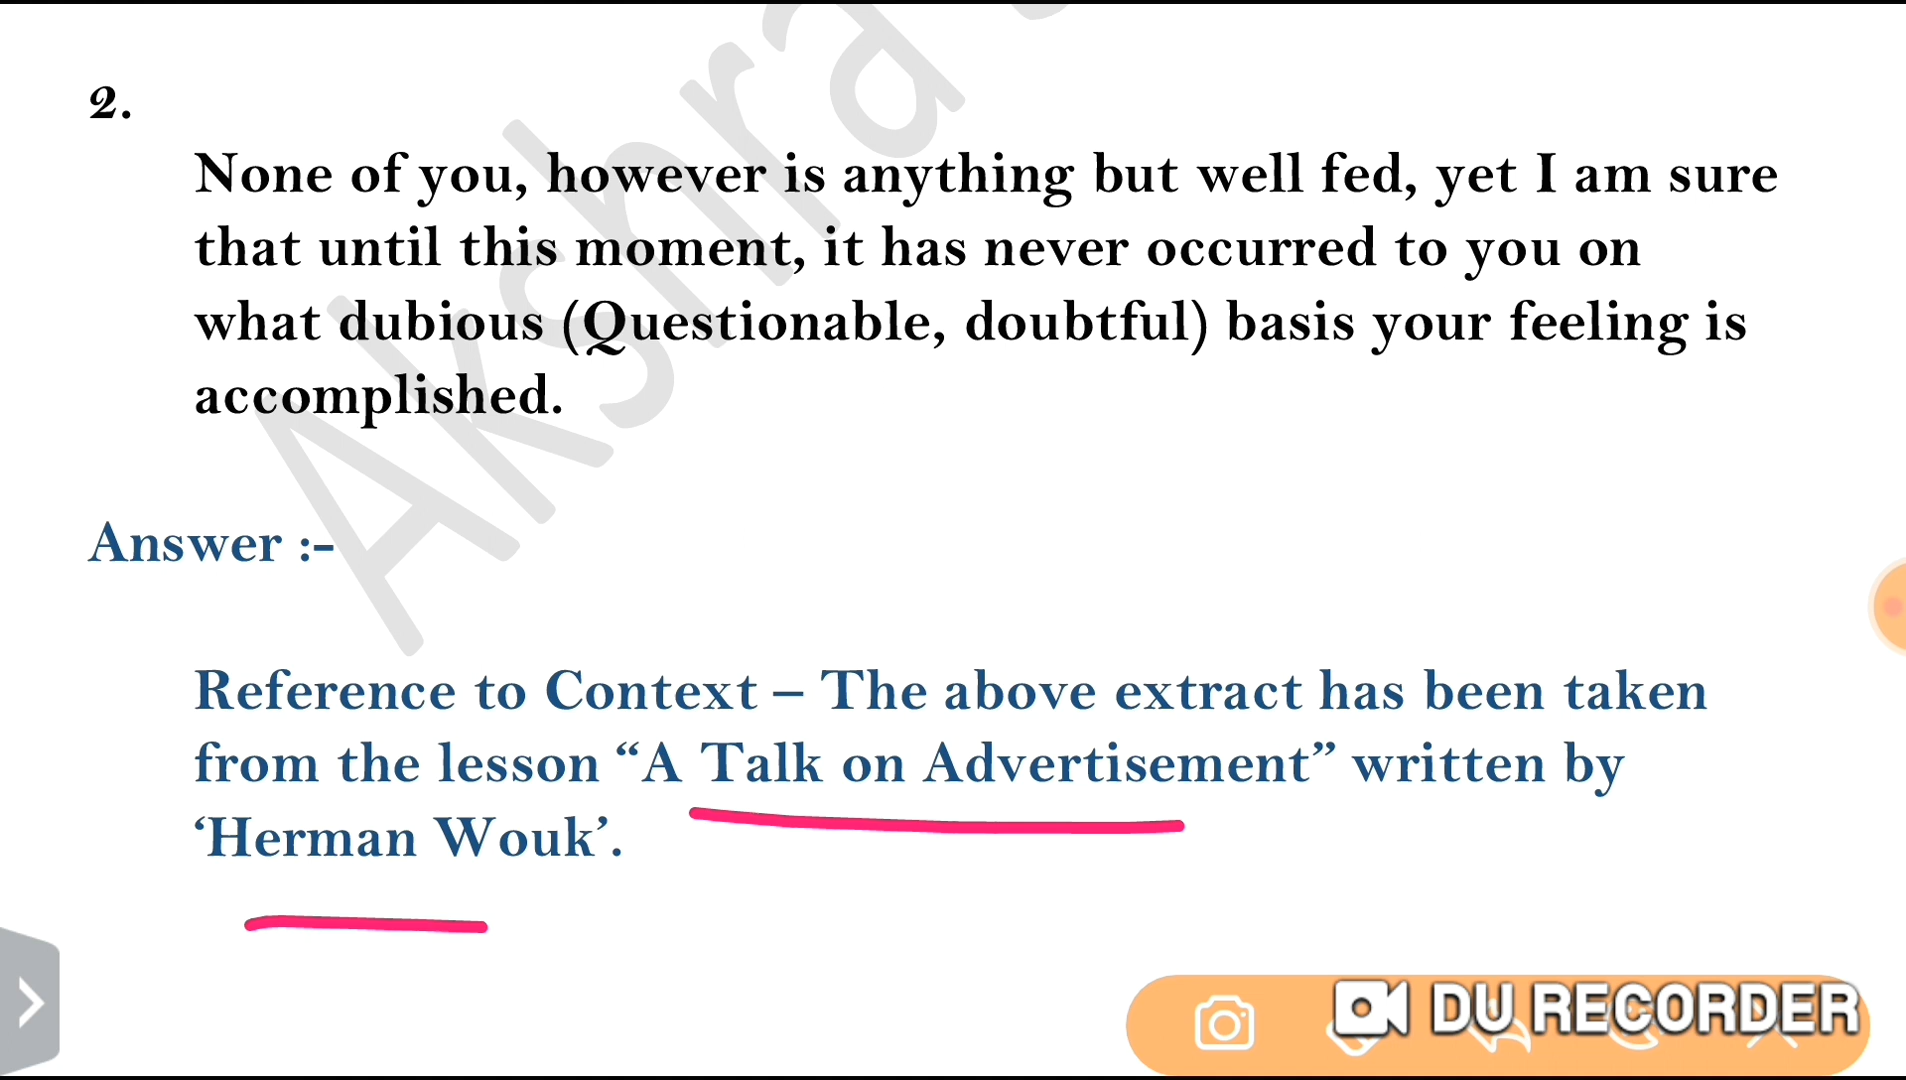 2.
None of you, however is anything but well fed, yet I am sure
that until this moment, it has never occurred to you on
what dubious (Questionable, doubtful) basis your feeling is
accomplished.
Answer :-
Reference to Context – The above extract has been taken
from the lesson “A Talk on Advertisement” written by
‘Herman Wouk’.
DU RECORDER